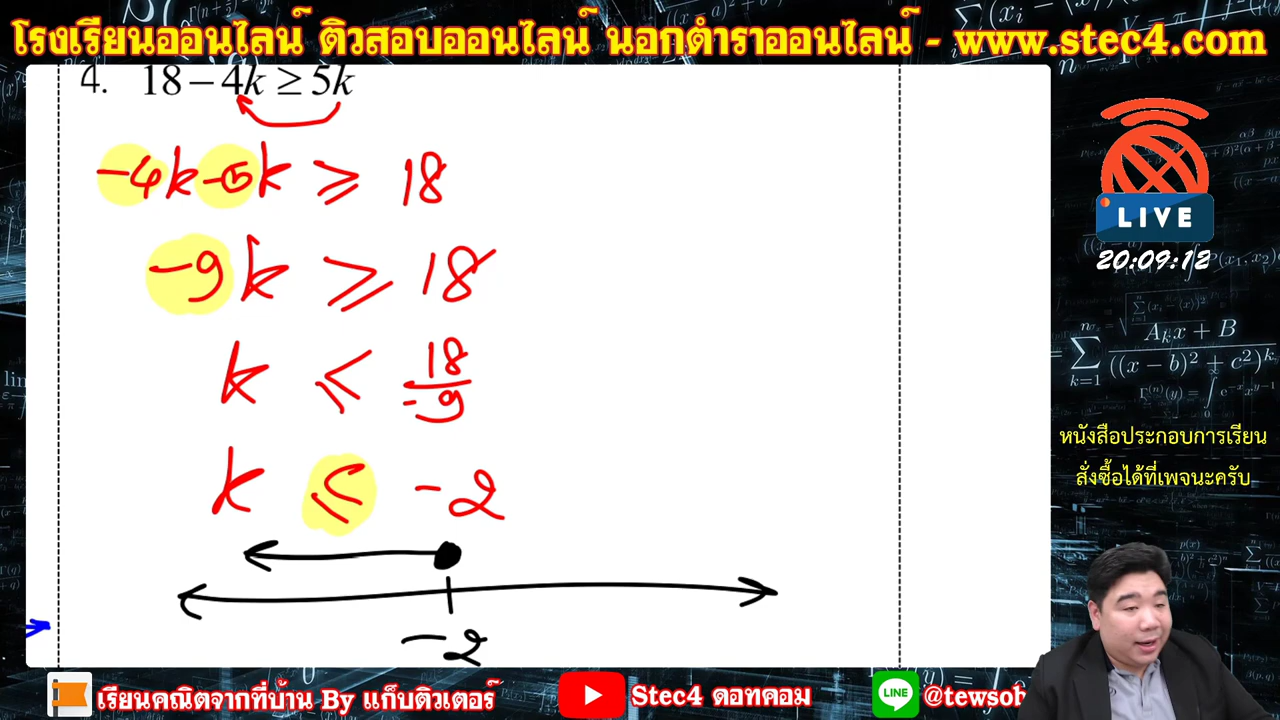 โรงเรียนออนไลน์ ติวสอบออนไลน์ นอกตำราออนไลน์ - www.stec4.com
4. 18 - 4k ≥ 5k
-4k-5k ≥ 18
-9k ≥ 18
k ≤ 18/-9
k ≤ -2
-2
LIVE
20:09:12
หนังสือประกอบการเรียน
สั่งซื้อได้ที่เพจนะครับ
เรียนคณิตจากที่บ้าน By แก็บติวเตอร์
Stec4 ดอทคอม
LINE
@tewsob